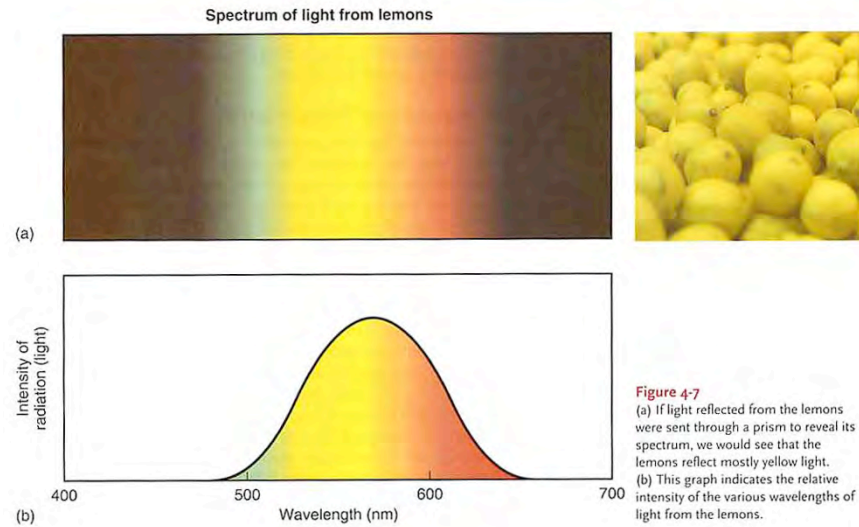 Spectrum of light from lemons
(a)
Intensity of
radiation (light)
400
500
600
700
Wavelength (nm)
(b)
Figure 4-7
(a) If light reflected from the lemons
were sent through a prism to reveal its
spectrum, we would see that the
lemons reflect mostly yellow light.
(b) This graph indicates the relative
intensity of the various wavelengths of
light from the lemons.